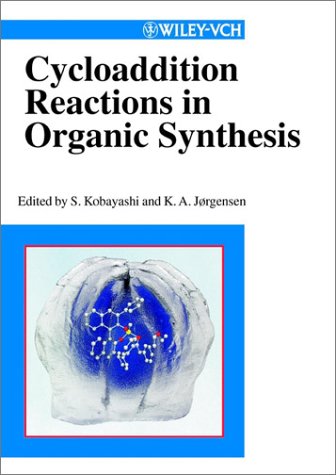 WILEY-VCH
Cycloaddition
Reactions in
Organic Synthesis
Edited by S. Kobayashi and K. A. Jørgensen